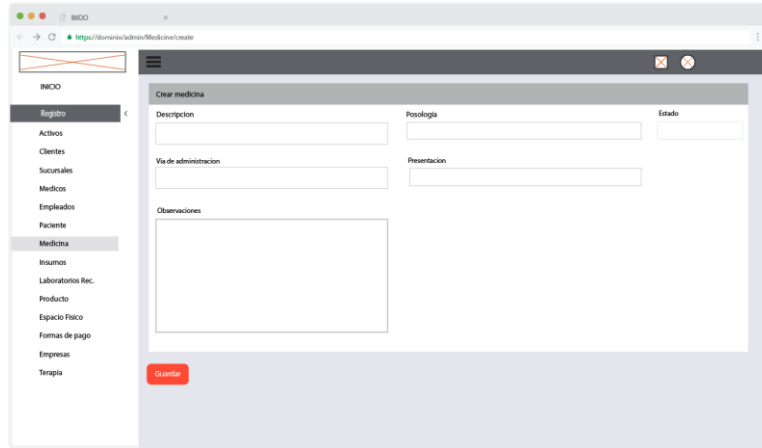 IMDO
https://dominio/admin/Medicine/create
INICIO
Registro
Activos
Clientes
Sucursales
Medicos
Empleados
Paciente
Medicina
Insumos
Laboratorios Rec.
Producto
Espacio Fisico
Formas de pago
Empresas
Terapia
Crear medicina
Descripcion
Posologia
Estado
Via de administracion
Presentacion
Observaciones
Guardar